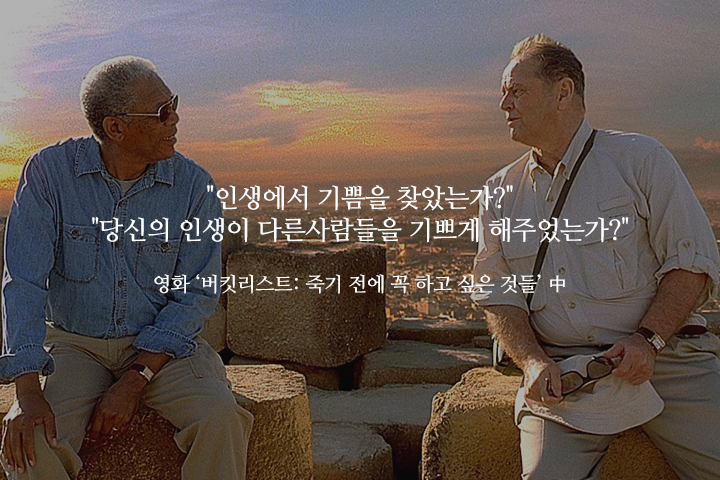 "인생에서 기쁨을 찾았는가?"
"당신의 인생이 다른사람들을 기쁘게 해주었는가?"
영화 ‘버킷리스트: 죽기 전에 꼭 하고 싶은 것들’ 中